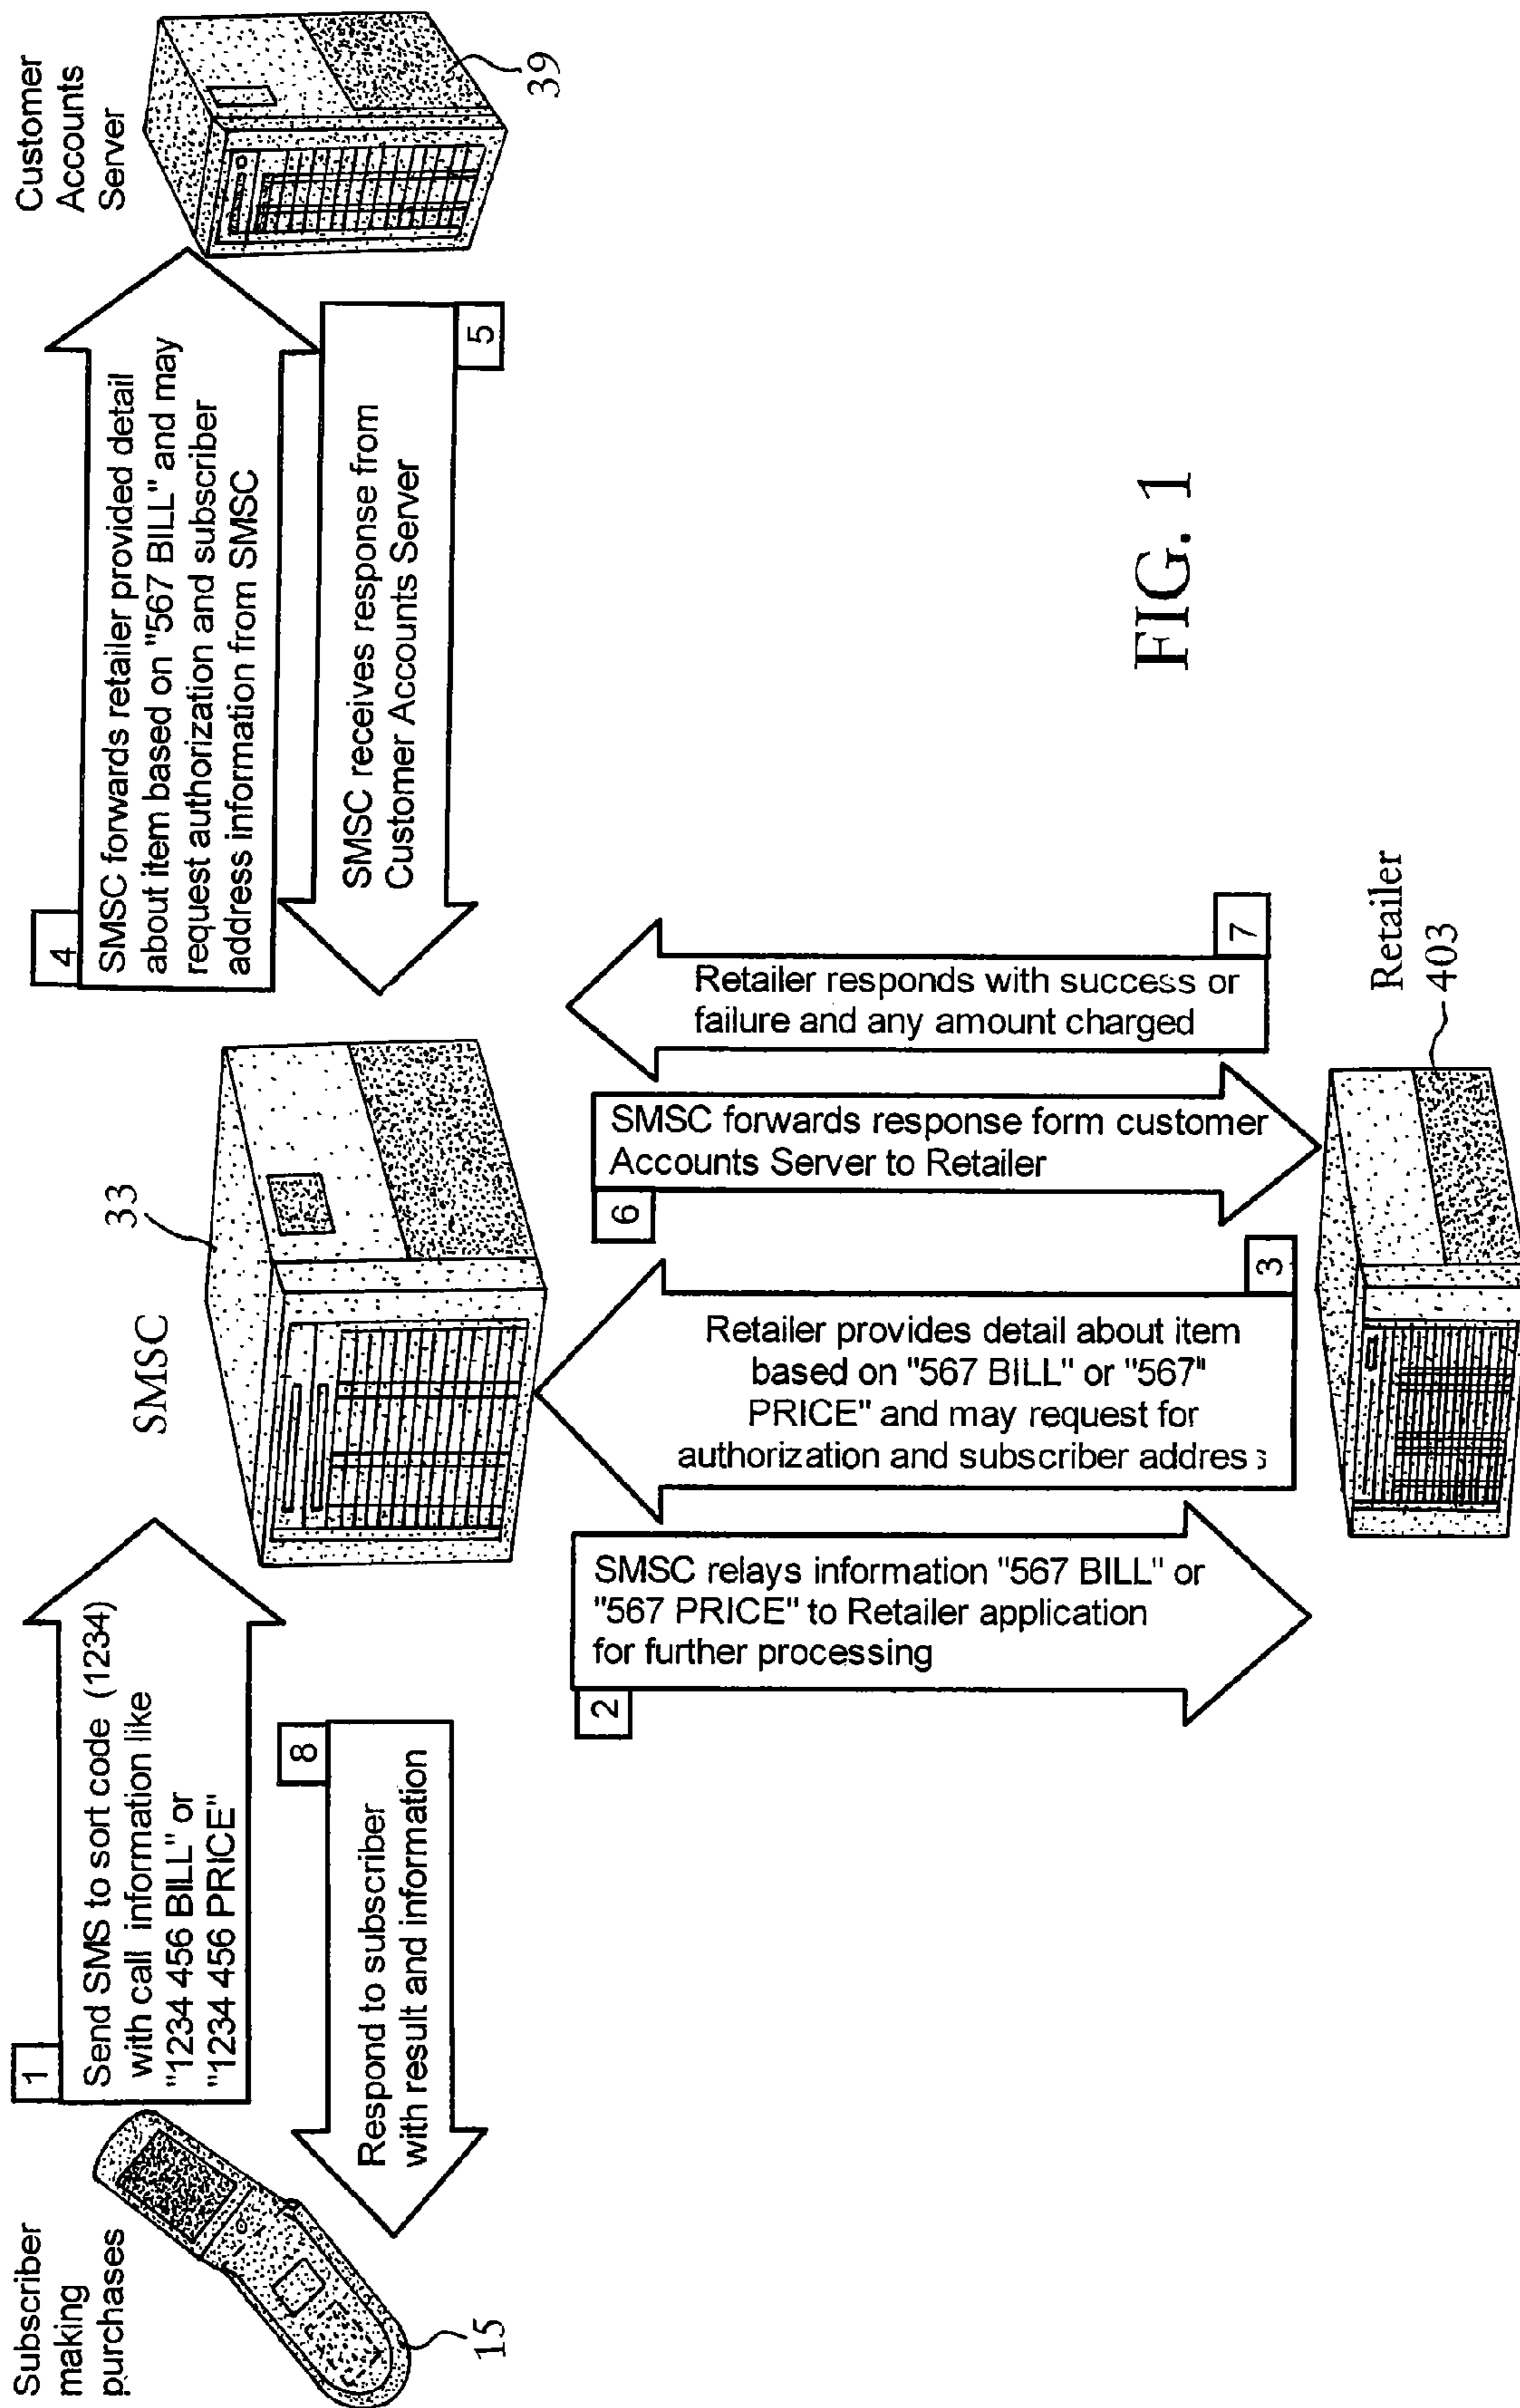 Subscriber
making
purchases
15
1
Send SMS to sort code (1234)
with call information like
"1234 456 BILL" or
"1234 456 PRICE"
8
Respond to subscriber
with result and information
SMSC
33
4
SMSC forwards retailer provided detail
about item based on "567 BILL" and may
request authorization and subscriber
address information from SMSC
SMSC receives response from
Customer Accounts Server
5
Customer
Accounts
Server
39
2
SMSC relays information "567 BILL" or
"567 PRICE" to Retailer application
for further processing
Retailer provides detail about item
based on "567 BILL" or "567"
PRICE" and may request for
authorization and subscriber address
3
6
SMSC forwards response form customer
Accounts Server to Retailer
Retailer responds with success or
failure and any amount charged
7
Retailer
403
FIG. 1